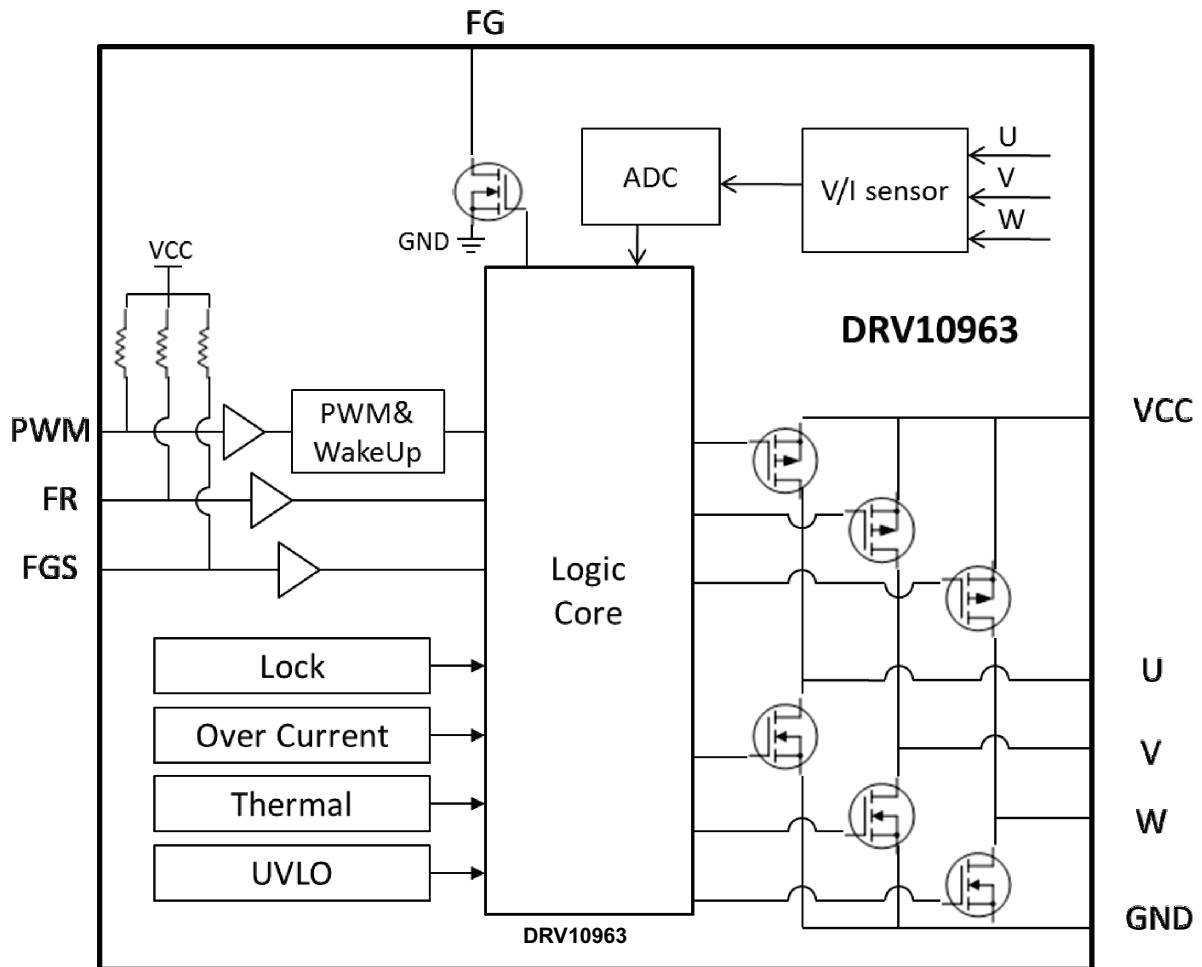 FG
ADC
V/I sensor
U
V
W
GND
VCC
DRV10963
PWM
PWM&
WakeUp
VCC
FR
FGS
Logic
Core
Lock
U
Over Current
V
Thermal
W
UVLO
GND
DRV10963